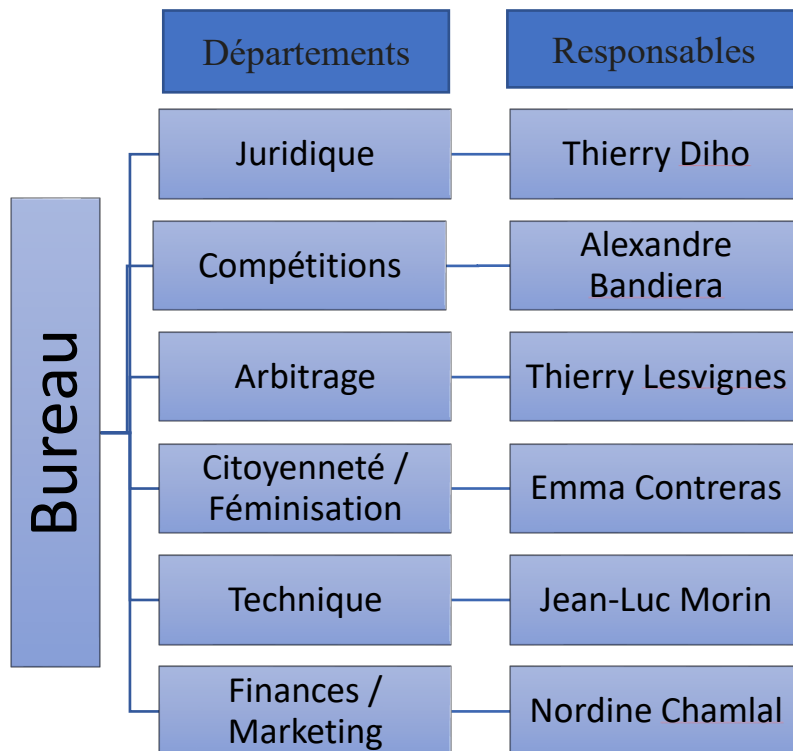 Départements
Responsables
Juridique
Thierry Diho
Compétitions
Alexandre
Bandiera
Bureau
Arbitrage
Thierry Lesvignes
Citoyenneté /
Féminisation
Emma Contreras
Technique
Jean-Luc Morin
Finances /
Marketing
Nordine Chamlal